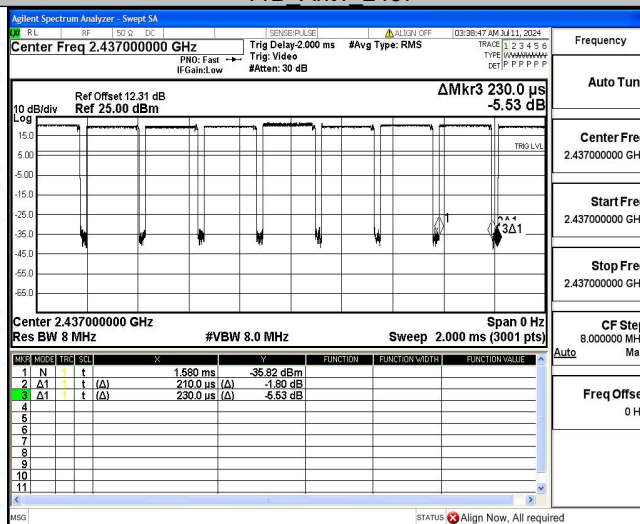 Agilent Spectrum Analyzer - Swept SA
RL RF 50 Ω DC SENSE:PULSE ALIGN OFF 03:38:47 AM Jul 11, 2024
Center Freq 2.437000000 GHz
PNO: Fast
IFGain:Low
Trig Delay-2.000 ms
Trig: Video
#Atten: 30 dB
#Avg Type: RMS
TRACE 1 2 3 4 5 6
TYPE
DET P P P P P P
Frequency
Auto Tun
Ref Offset 12.31 dB
Ref 25.00 dBm
ΔMkr3 230.0 µs
-5.53 dB
10 dB/div
Log
15.0
5.00
-5.00
-15.0
-25.0
-35.0
-45.0
-55.0
-65.0
TRIG LVL
1
3Δ1
Center Fre
2.437000000 GH
Start Fre
2.437000000 GH
Stop Fre
2.437000000 GH
CF Step
8.000000 MH
Auto Ma
Freq Offse
0 H
Center 2.437000000 GHz Span 0 Hz
Res BW 8 MHz #VBW 8.0 MHz Sweep 2.000 ms (3001 pts)
MKR MODE TRC SCL X Y FUNCTION FUNCTION WIDTH FUNCTION VALUE
1 N 1 t 1.580 ms -35.82 dBm
2 Δ1 1 t (Δ) 210.0 µs (Δ) -1.80 dB
3 Δ1 1 t (Δ) 230.0 µs (Δ) -5.53 dB
4
5
6
7
8
9
10
11
MSG STATUS Align Now, All required